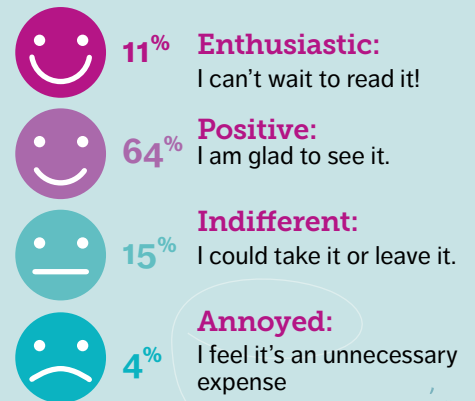 11% Enthusiastic:
I can't wait to read it!
64% Positive:
I am glad to see it.
15% Indifferent:
I could take it or leave it.
4% Annoyed:
I feel it's an unnecessary
expense
,